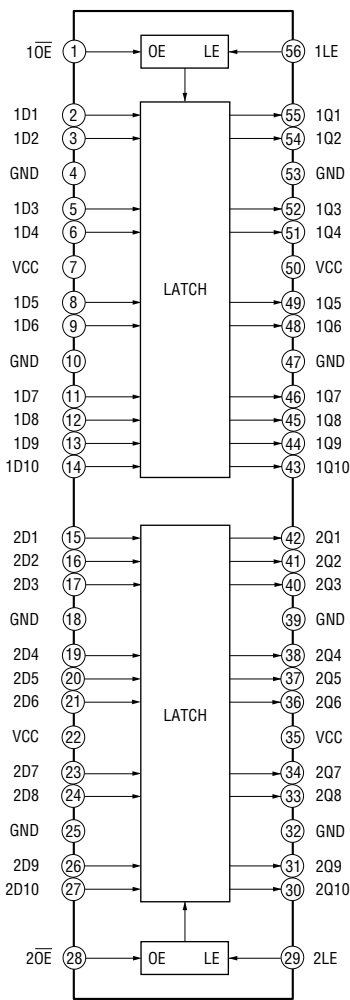 1O̅E̅ 1 OE LE 56 1LE
1D1 2 55 1Q1
1D2 3 54 1Q2
GND 4 53 GND
1D3 5 52 1Q3
1D4 6 51 1Q4
VCC 7 50 VCC
LATCH
1D5 8 49 1Q5
1D6 9 48 1Q6
GND 10 47 GND
1D7 11 46 1Q7
1D8 12 45 1Q8
1D9 13 44 1Q9
1D10 14 43 1Q10
2D1 15 42 2Q1
2D2 16 41 2Q2
2D3 17 40 2Q3
GND 18 39 GND
2D4 19 38 2Q4
2D5 20 37 2Q5
2D6 21 36 2Q6
LATCH
VCC 22 35 VCC
2D7 23 34 2Q7
2D8 24 33 2Q8
GND 25 32 GND
2D9 26 31 2Q9
2D10 27 30 2Q10
2O̅E̅ 28 OE LE 29 2LE